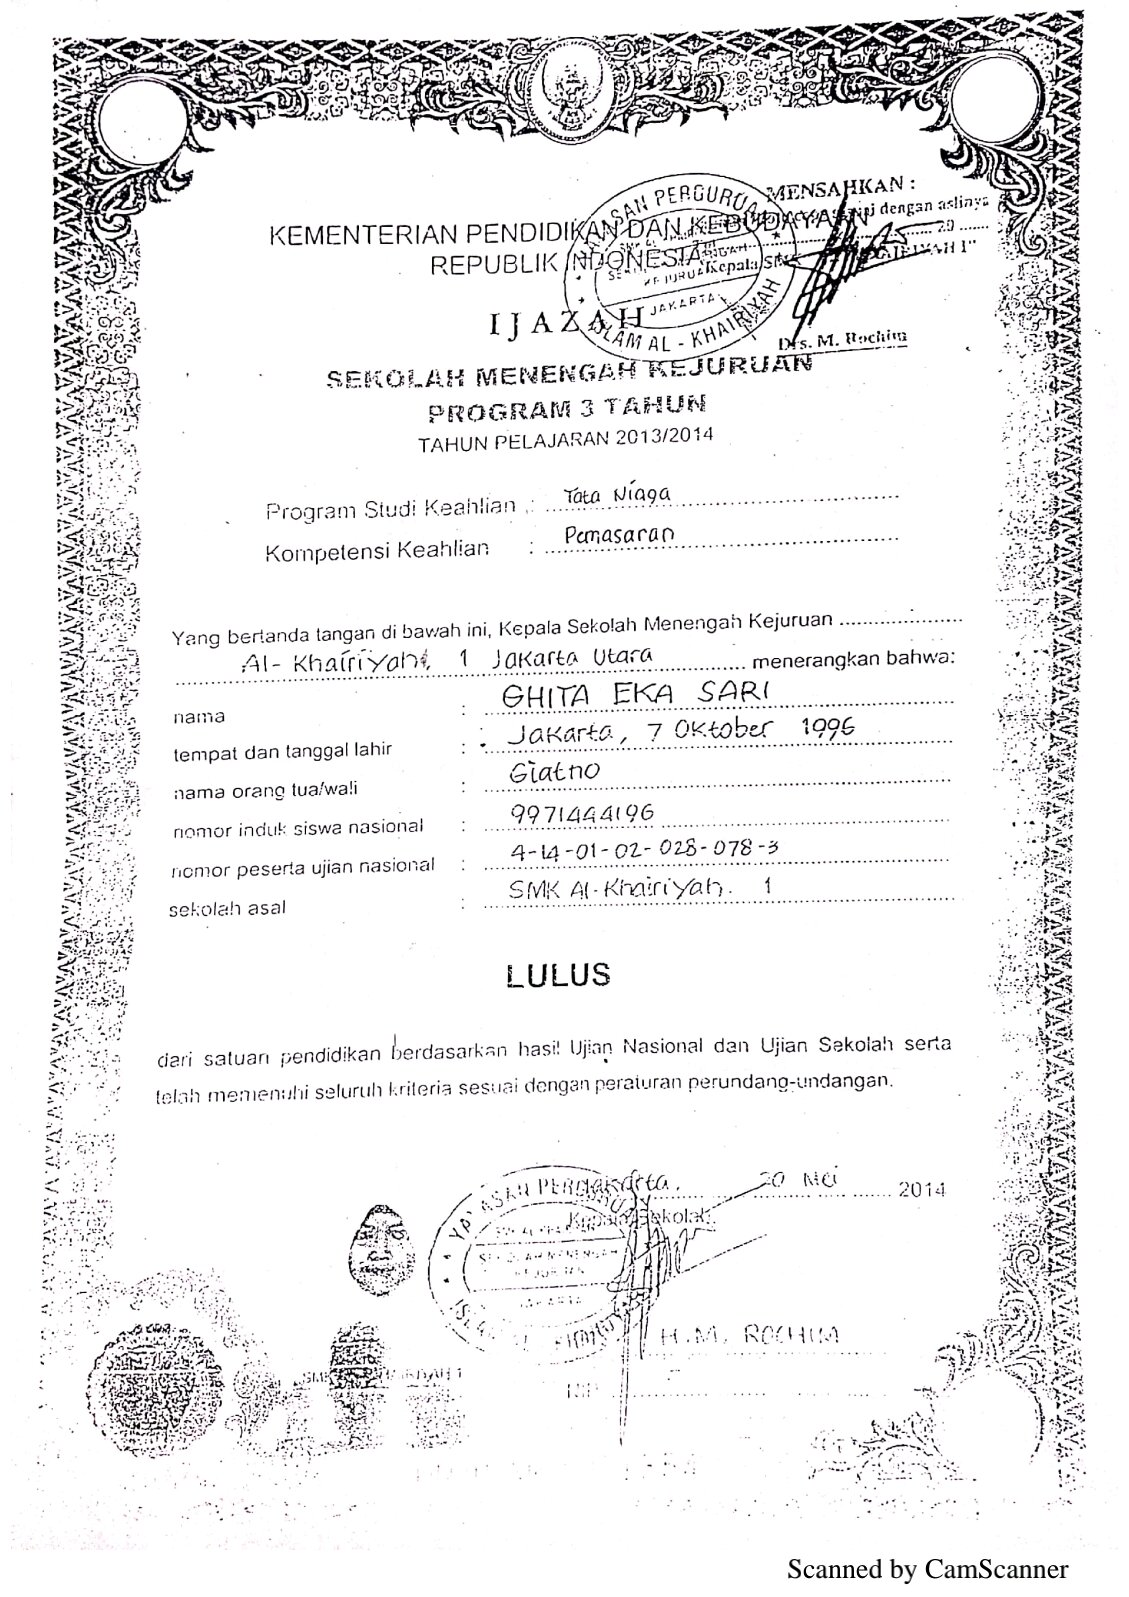 MENSAHKAN :
dengan aslinya
20
KEMENTERIAN PENDIDIKAN DAN KEBUDAYAAN
REPUBLIK INDONESIA
Kepala
YAYASAN PERGURUAN
ISLAM AL - KHAIRIYAH
JAKARTA
Drs. M. Rochim
IJAZAH
SEKOLAH MENENGAH KEJURUAN
PROGRAM 3 TAHUN
TAHUN PELAJARAN 2013/2014
Program Studi Keahlian : Tata Niaga
Kompetensi Keahlian : Pemasaran
Yang bertanda tangan di bawah ini, Kepala Sekolah Menengah Kejuruan
Al- Khairiyah 1 Jakarta Utara menerangkan bahwa:
nama : GHITA EKA SARI
tempat dan tanggal lahir : Jakarta, 7 Oktober 1996
nama orang tua/wali : Giatno
nomor induk siswa nasional : 9971444196
nomor peserta ujian nasional : 4-14-01-02-028-078-3
sekolah asal : SMK Al-Khairiyah. 1
LULUS
dari satuan pendidikan berdasarkan hasil Ujian Nasional dan Ujian Sekolah serta
telah memenuhi seluruh kriteria sesuai dengan peraturan perundang-undangan.
Jakarta, 20 Mei 2014
Kepala Sekolah
SEKOLAH MENENGAH
KEJURUAN
JAKARTA
H.M. ROCHIM
NIP
Scanned by CamScanner